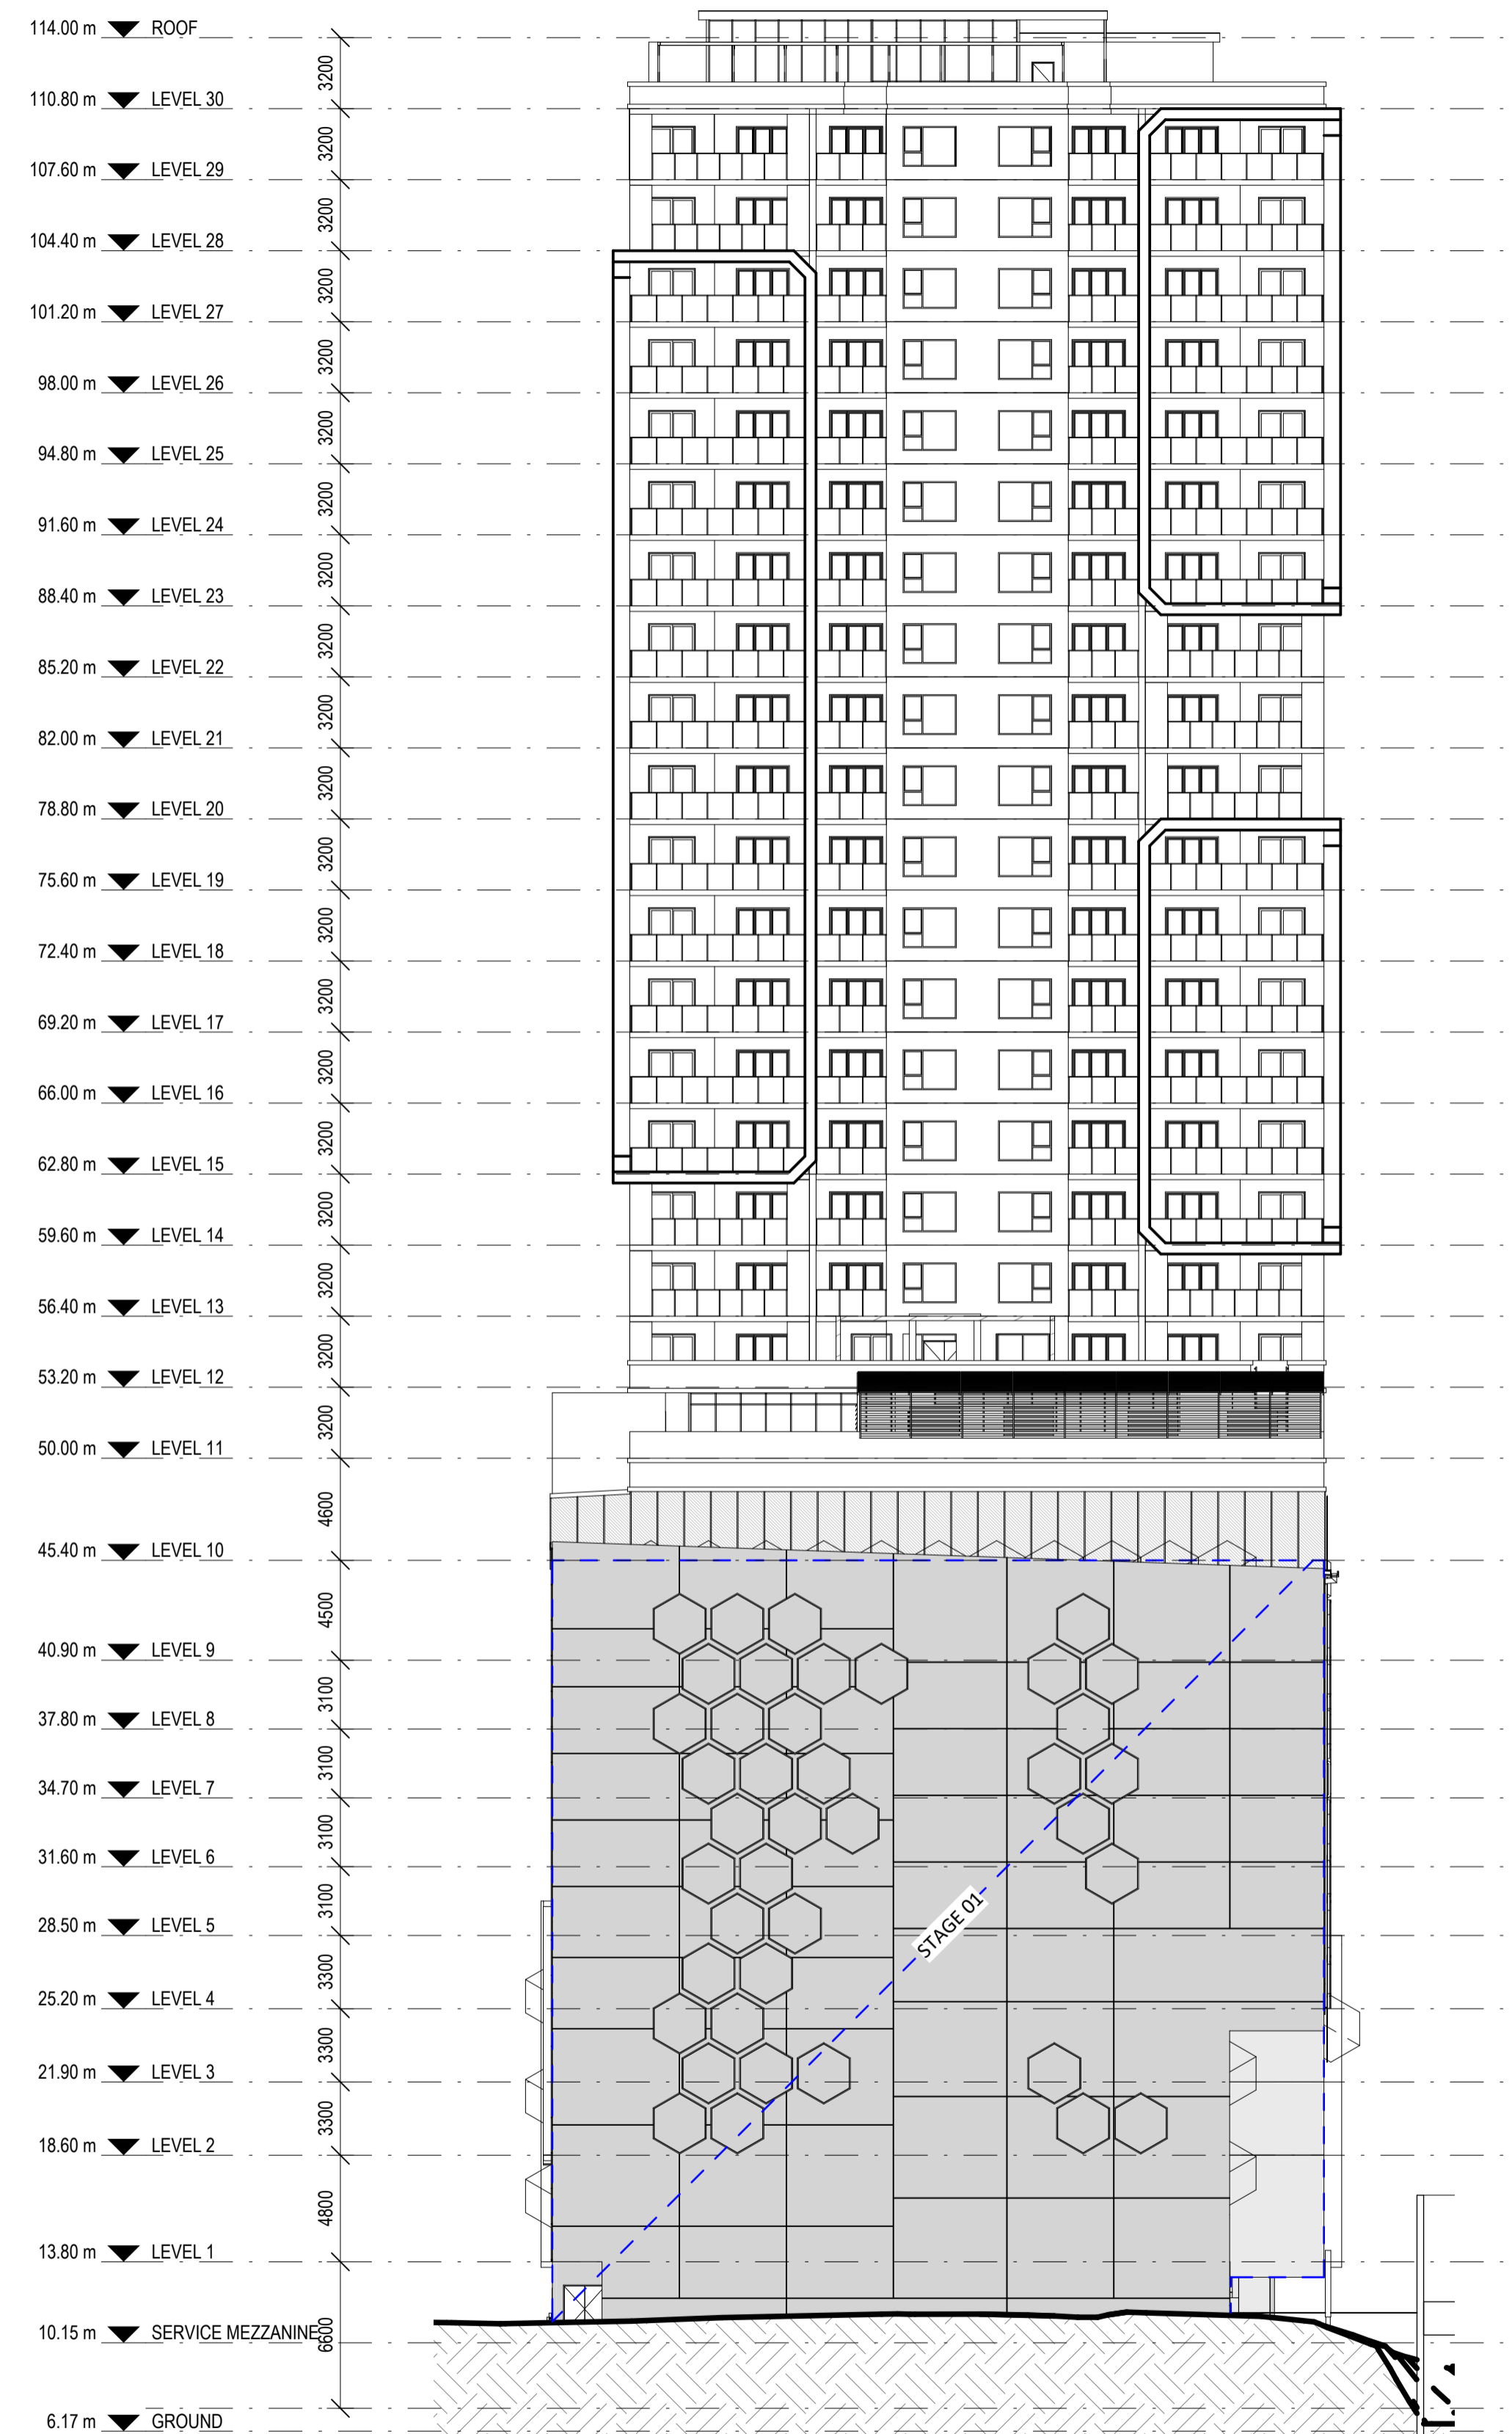 114.00 m ROOF
3200
110.80 m LEVEL 30
3200
107.60 m LEVEL 29
3200
104.40 m LEVEL 28
3200
101.20 m LEVEL 27
3200
98.00 m LEVEL 26
3200
94.80 m LEVEL 25
3200
91.60 m LEVEL 24
3200
88.40 m LEVEL 23
3200
85.20 m LEVEL 22
3200
82.00 m LEVEL 21
3200
78.80 m LEVEL 20
3200
75.60 m LEVEL 19
3200
72.40 m LEVEL 18
3200
69.20 m LEVEL 17
3200
66.00 m LEVEL 16
3200
62.80 m LEVEL 15
3200
59.60 m LEVEL 14
3200
56.40 m LEVEL 13
3200
53.20 m LEVEL 12
3200
50.00 m LEVEL 11
4600
45.40 m LEVEL 10
4500
40.90 m LEVEL 9
3100
37.80 m LEVEL 8
3100
34.70 m LEVEL 7
3100
31.60 m LEVEL 6
3100
28.50 m LEVEL 5
STAGE 01
3300
25.20 m LEVEL 4
3300
21.90 m LEVEL 3
3300
18.60 m LEVEL 2
4800
13.80 m LEVEL 1
10.15 m SERVICE MEZZANINE
6600
6.17 m GROUND